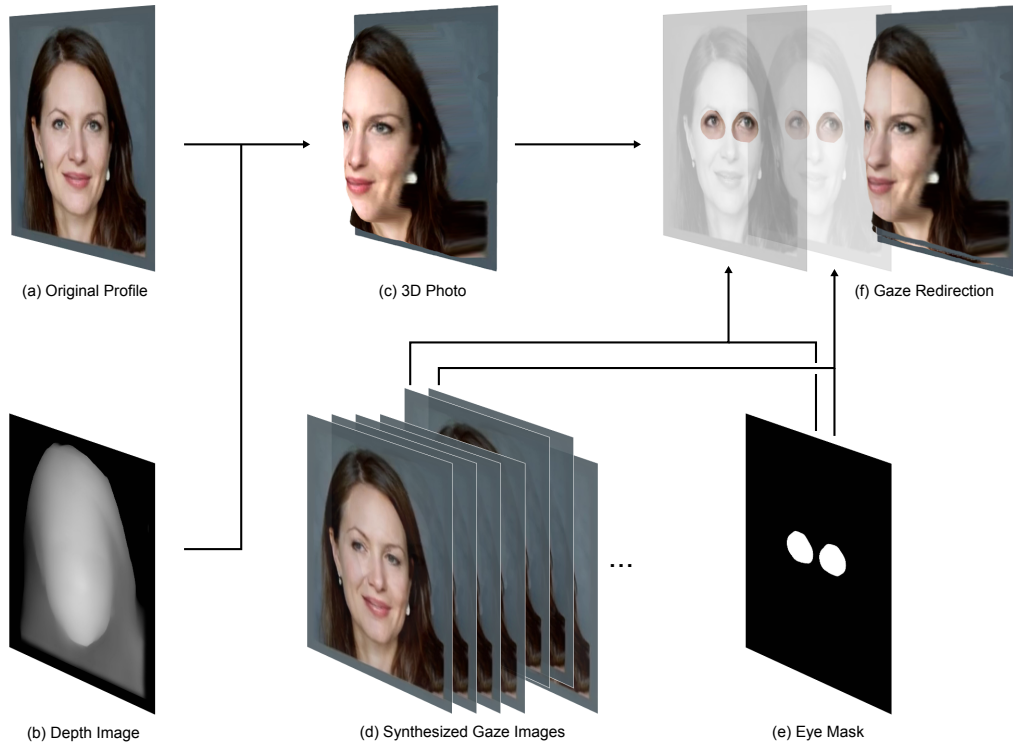 (a) Original Profile
(c) 3D Photo
(f) Gaze Redirection
...
(b) Depth Image
(d) Synthesized Gaze Images
(e) Eye Mask